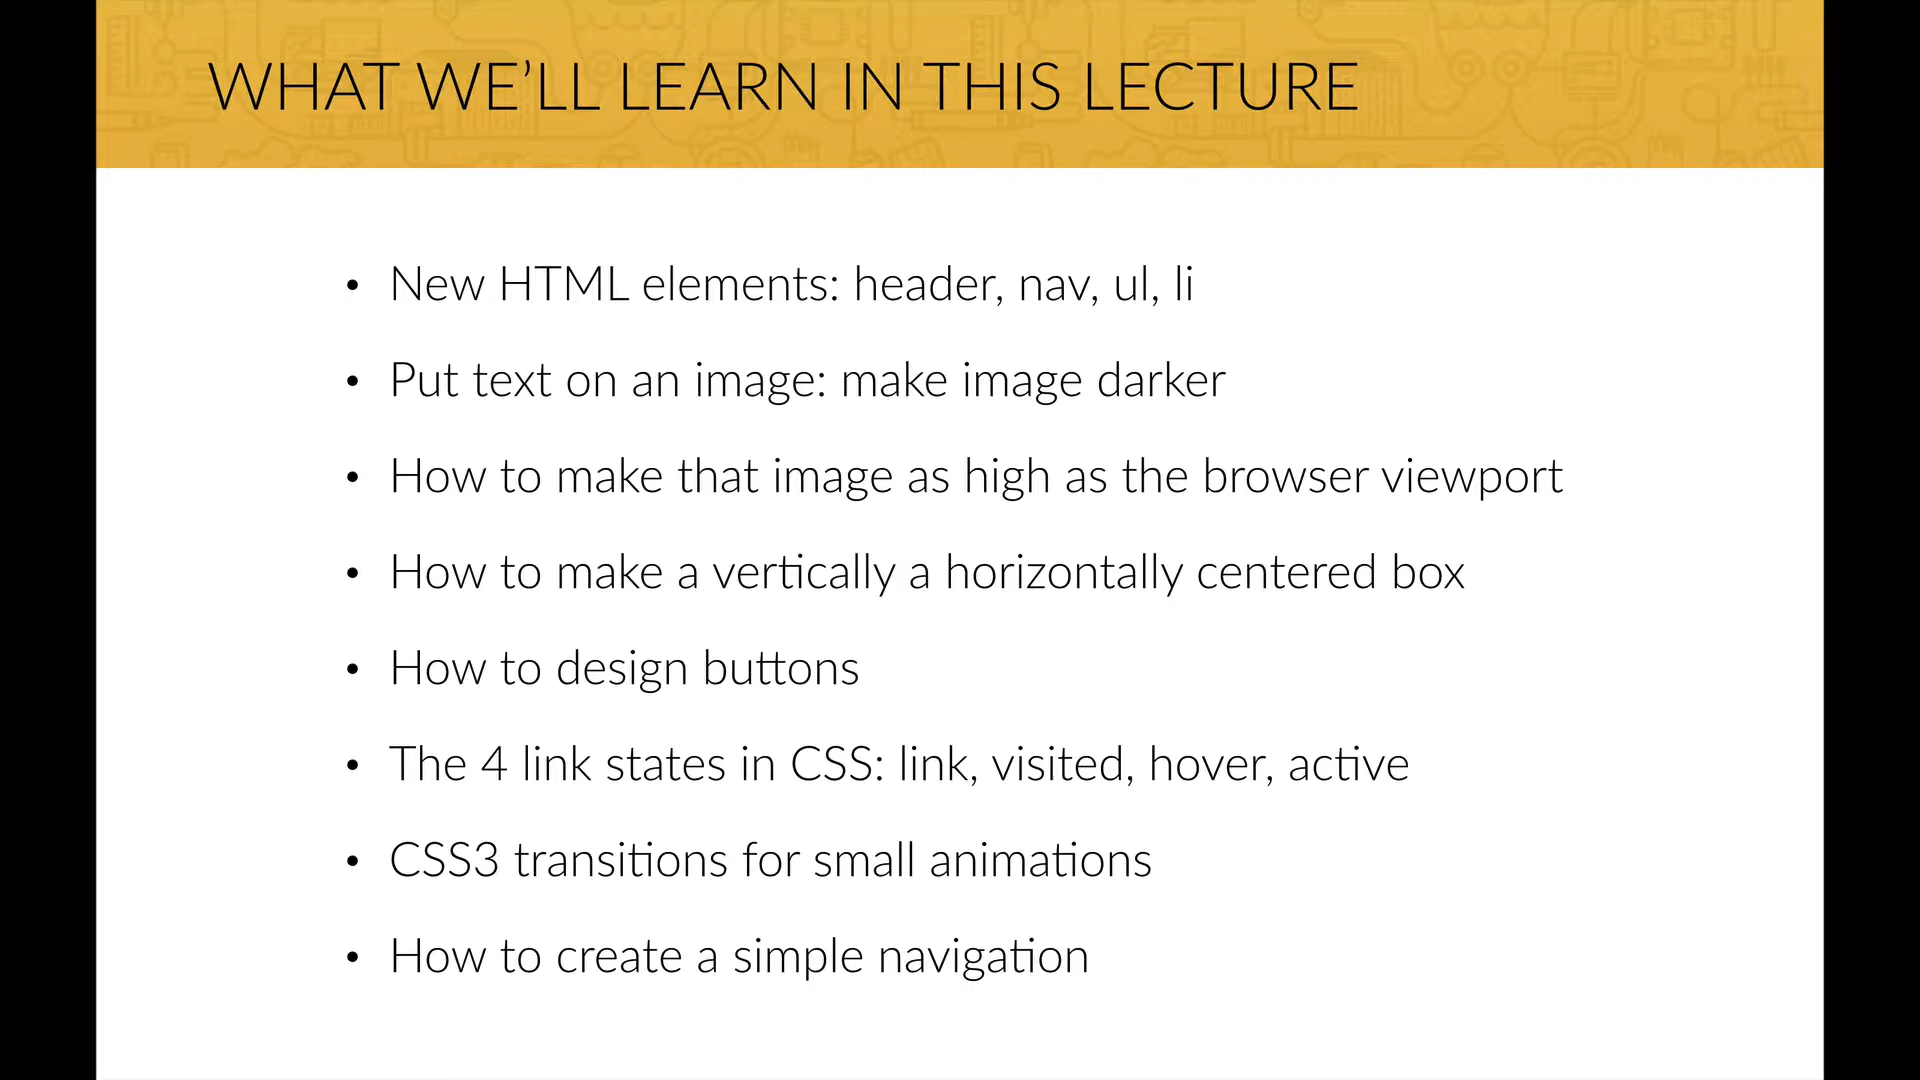 WHAT WE’LL LEARN IN THIS LECTURE
• New HTML elements: header, nav, ul, li
• Put text on an image: make image darker
• How to make that image as high as the browser viewport
• How to make a vertically a horizontally centered box
• How to design buttons
• The 4 link states in CSS: link, visited, hover, active
• CSS3 transitions for small animations
• How to create a simple navigation